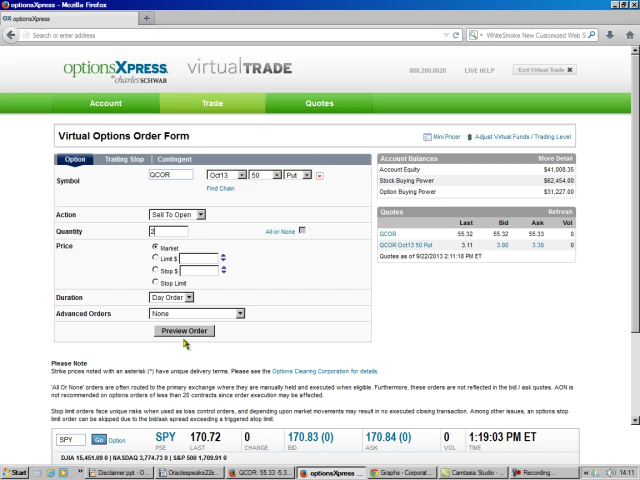 optionsXpress - Mozilla Firefox
OX optionsXpress
+
Search or enter address
WhiteSmoke New Customized Web S
optionsXPRESS
by charles SCHWAB
virtualTRADE
888.280.8020
LIVE HELP
Exit Virtual Trade ✖
Account
Trade
Quotes
Virtual Options Order Form
Mini Pricer
$ Adjust Virtual Funds / Trading Level
Option
Trailing Stop
Contingent
Symbol
QCOR
Oct13
50
Put
Find Chain
Action
Sell To Open
Quantity
2
All or None
Price
Market
Limit $
Stop $
Stop Limit
Duration
Day Order
Advanced Orders
None
Preview Order
Account Balances More Detail
Account Equity $41,008.35
Stock Buying Power $62,454.00
Option Buying Power $31,227.00
Quotes Refresh
Last Bid Ask Vol
QCOR 55.32 55.32 55.33 0
QCOR Oct13 50 Put 3.11 3.00 3.30 0
Quotes as of 9/22/2013 2:11:18 PM ET
Please Note
Strike prices noted with an asterisk (*) have unique delivery terms. Please see the Options Clearing Corporation for details.
'All Or None' orders are often routed to the primary exchange where they are manually held and executed when eligible. Furthermore, these orders are not reflected in the bid / ask quotes. AON is
not recommended on options orders of less than 20 contracts since order execution may be affected.
Stop limit orders face unique risks when used as loss control orders, and depending upon market movements may result in no executed closing transaction. Among other issues, an options stop
limit order can be skipped due to the bid/ask spread exceeding a triggered stop limit.
SPY
Go
Option
SPY 170.72 0 170.83 (0) 170.84 (0) 0 1:19:03 PM ET
PSE LAST CHANGE BID ASK VOL TIME
DJIA 15,451.09 0 | NASDAQ 3,774.73 0 | S&P 500 1,709.91 0
Start
Disclaimer.ppt - O...
Oraclespeaks22s...
QCOR: 55.33 -5.3...
optionsXpress ...
Graphs - Corporat...
Camtasia Studio - ...
Recording...
14:11